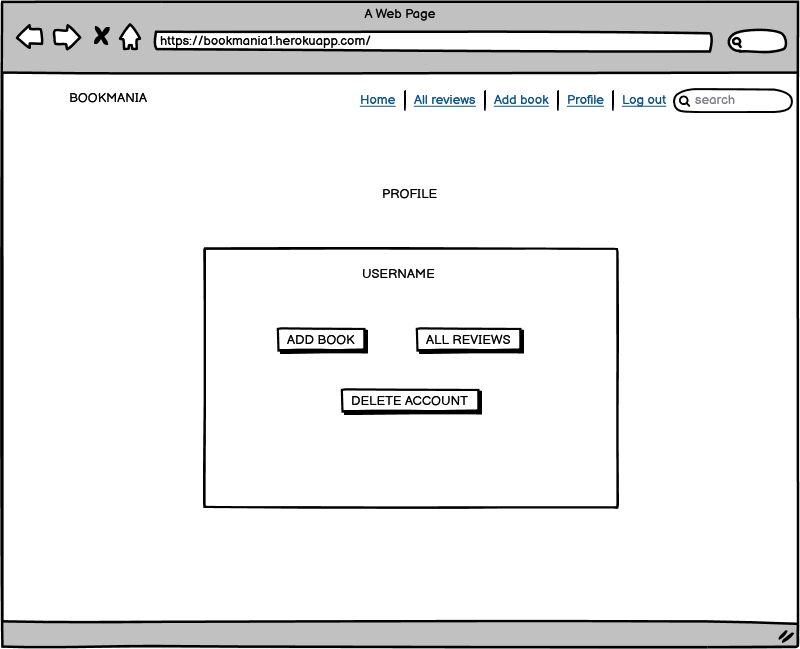 A Web Page
https://bookmania1.herokuapp.com/
BOOKMANIA
Home | All reviews | Add book | Profile | Log out
search
PROFILE
USERNAME
ADD BOOK
ALL REVIEWS
DELETE ACCOUNT